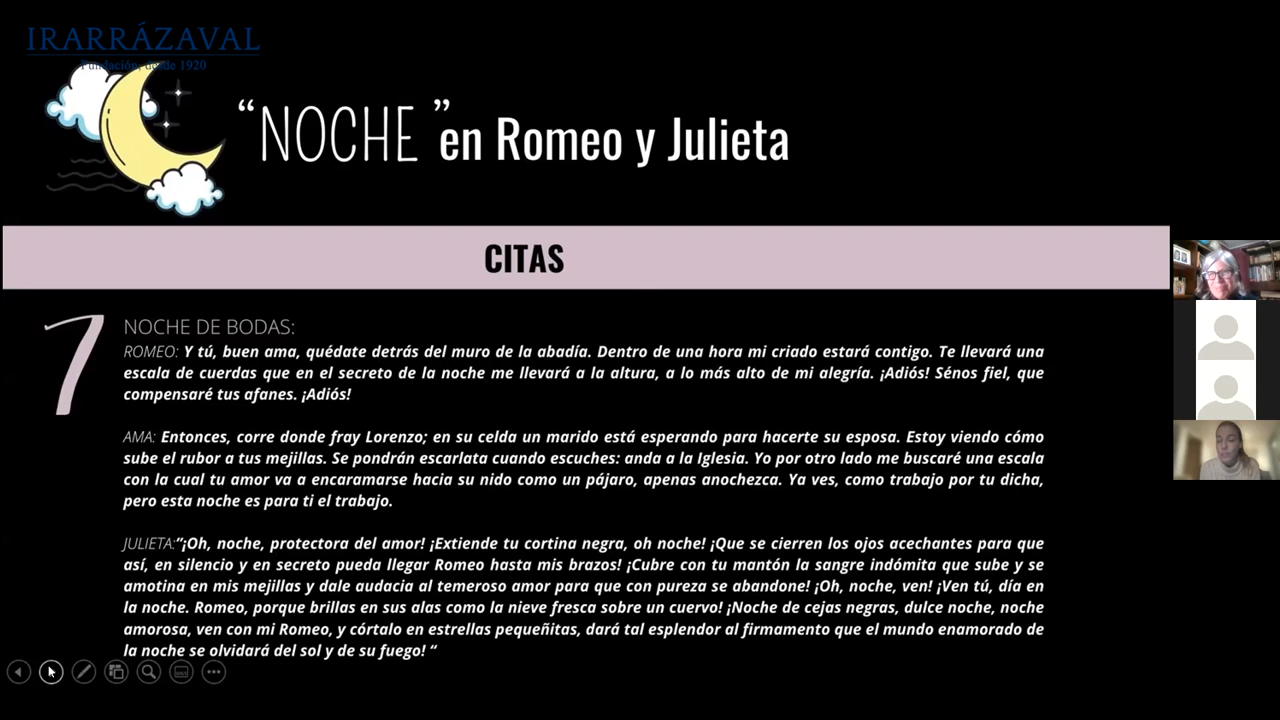 IRARRÁZAVAL
Fundación, desde 1920
“NOCHE ” en Romeo y Julieta
CITAS
7
NOCHE DE BODAS:
ROMEO: Y tú, buen ama, quédate detrás del muro de la abadía. Dentro de una hora mi criado estará contigo. Te llevará una
escala de cuerdas que en el secreto de la noche me llevará a la altura, a lo más alto de mi alegría. ¡Adiós! Sénos fiel, que
compensaré tus afanes. ¡Adiós!
AMA: Entonces, corre donde fray Lorenzo; en su celda un marido está esperando para hacerte su esposa. Estoy viendo cómo
sube el rubor a tus mejillas. Se pondrán escarlata cuando escuches: anda a la Iglesia. Yo por otro lado me buscaré una escala
con la cual tu amor va a encaramarse hacia su nido como un pájaro, apenas anochezca. Ya ves, como trabajo por tu dicha,
pero esta noche es para ti el trabajo.
JULIETA:“¡Oh, noche, protectora del amor! ¡Extiende tu cortina negra, oh noche! ¡Que se cierren los ojos acechantes para que
así, en silencio y en secreto pueda llegar Romeo hasta mis brazos! ¡Cubre con tu mantón la sangre indómita que sube y se
amotina en mis mejillas y dale audacia al temeroso amor para que con pureza se abandone! ¡Oh, noche, ven! ¡Ven tú, día en
la noche. Romeo, porque brillas en sus alas como la nieve fresca sobre un cuervo! ¡Noche de cejas negras, dulce noche, noche
amorosa, ven con mi Romeo, y córtalo en estrellas pequeñitas, dará tal esplendor al firmamento que el mundo enamorado de
la noche se olvidará del sol y de su fuego! “